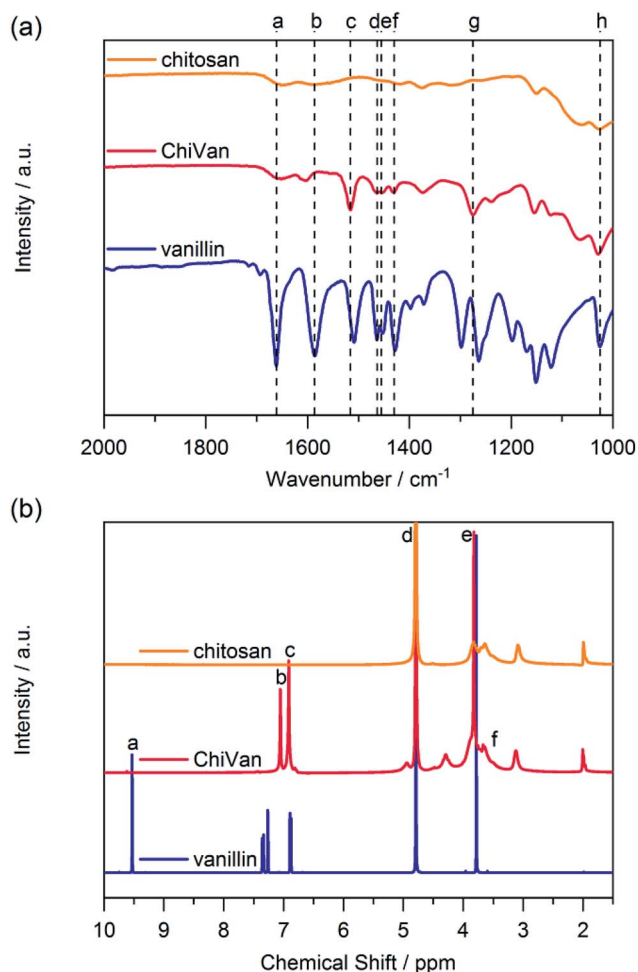 (a)
a b c d e f g h
chitosan
ChiVan
vanillin
Intensity / a.u.
2000 1800 1600 1400 1200 1000
Wavenumber / cm⁻¹
(b)
d e
chitosan
c
b
a
ChiVan
f
vanillin
Intensity / a.u.
10 9 8 7 6 5 4 3 2
Chemical Shift / ppm